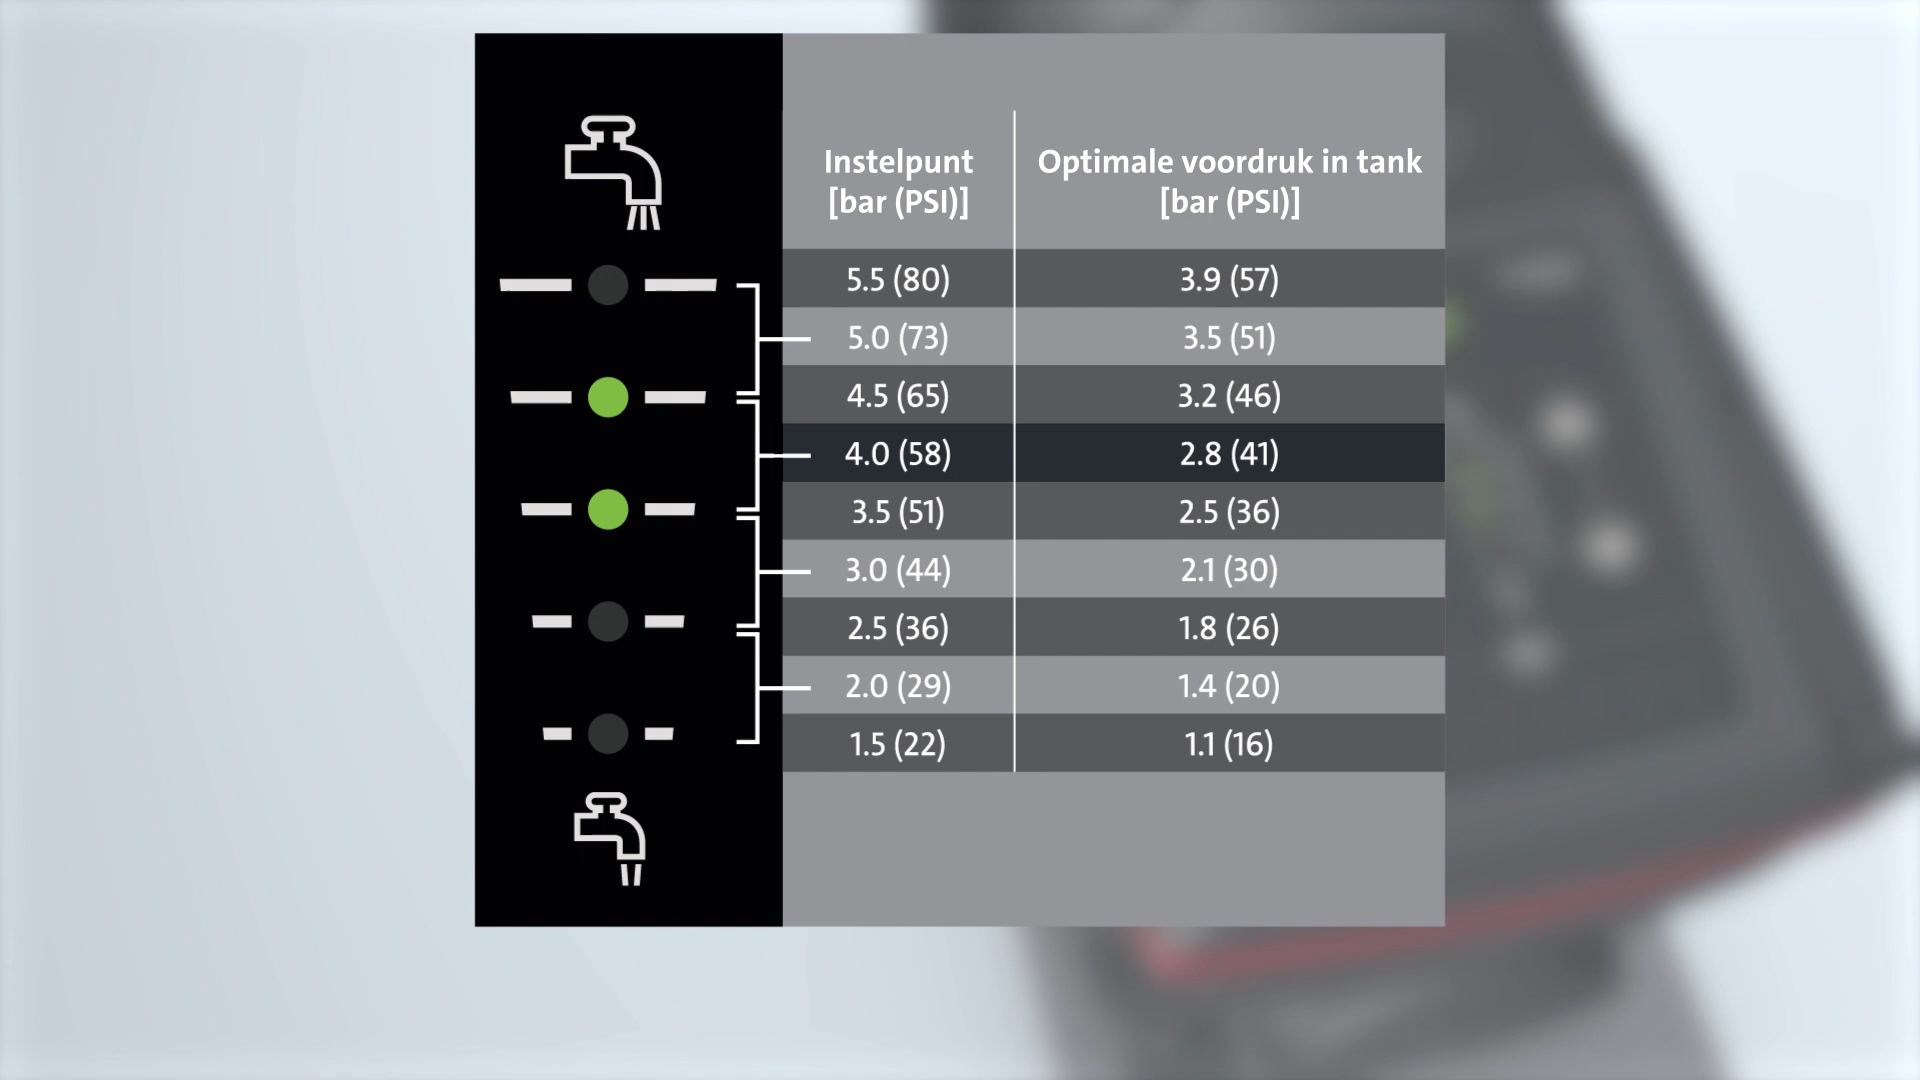 Instelpunt
[bar (PSI)]
Optimale voordruk in tank
[bar (PSI)]
5.5 (80) 3.9 (57)
5.0 (73) 3.5 (51)
4.5 (65) 3.2 (46)
4.0 (58) 2.8 (41)
3.5 (51) 2.5 (36)
3.0 (44) 2.1 (30)
2.5 (36) 1.8 (26)
2.0 (29) 1.4 (20)
1.5 (22) 1.1 (16)